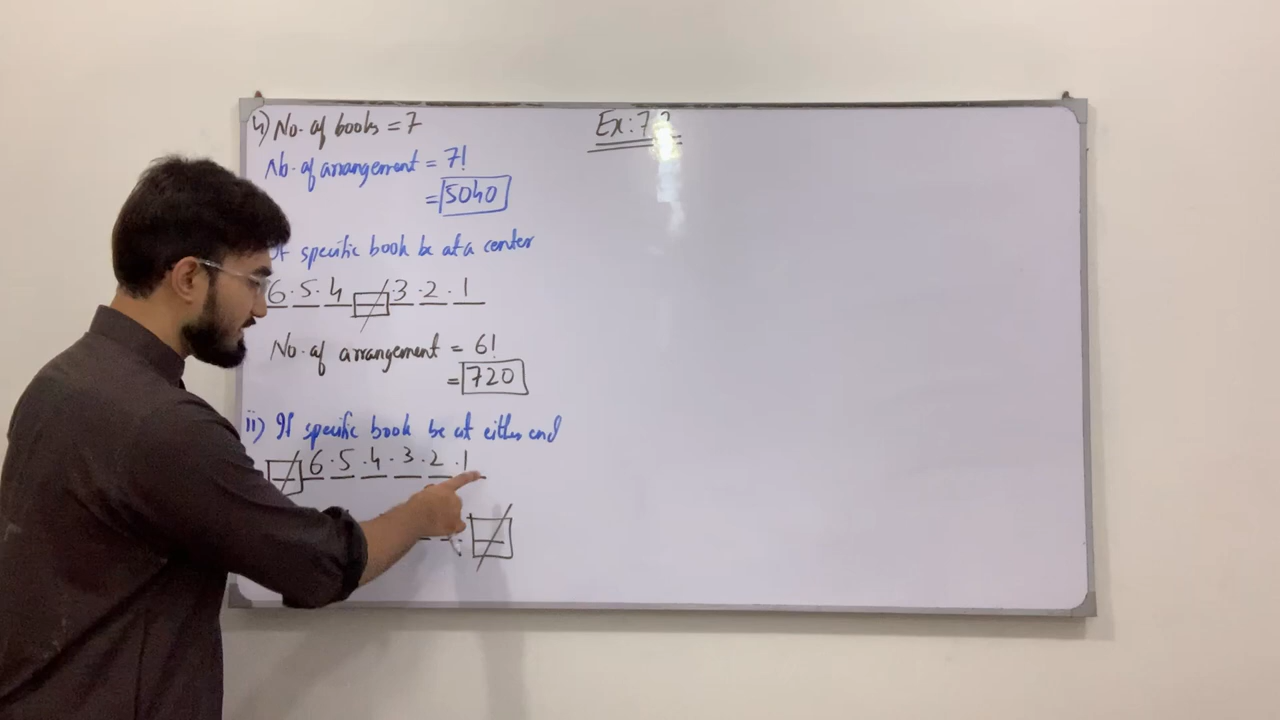 4) No. of books = 7
Ex: 7
No. of arrangement = 7!
= 5040
specific book be at a center
6 · 5 · 4 · 3 · 2 · 1
No. of arrangement = 6!
= 720
ii) If specific book be at either end
6 · 5 · 4 · 3 · 2 · 1